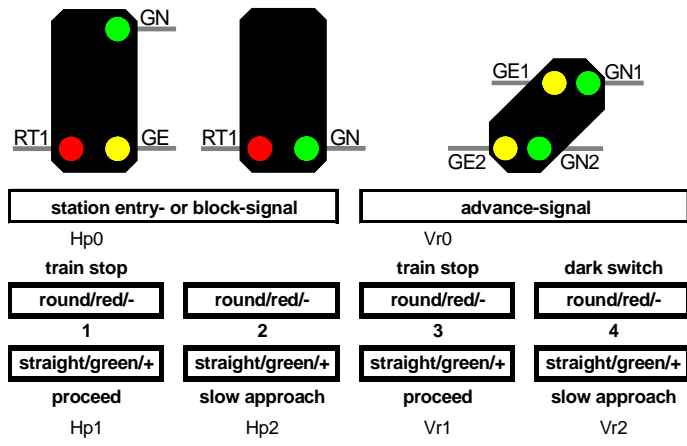 GN
GE1 GN1
RT1 GE RT1 GN
GE2 GN2
station entry- or block-signal advance-signal
Hp0 Vr0
train stop train stop dark switch
round/red/- round/red/- round/red/- round/red/-
1 2 3 4
straight/green/+ straight/green/+ straight/green/+ straight/green/+
proceed slow approach proceed slow approach
Hp1 Hp2 Vr1 Vr2